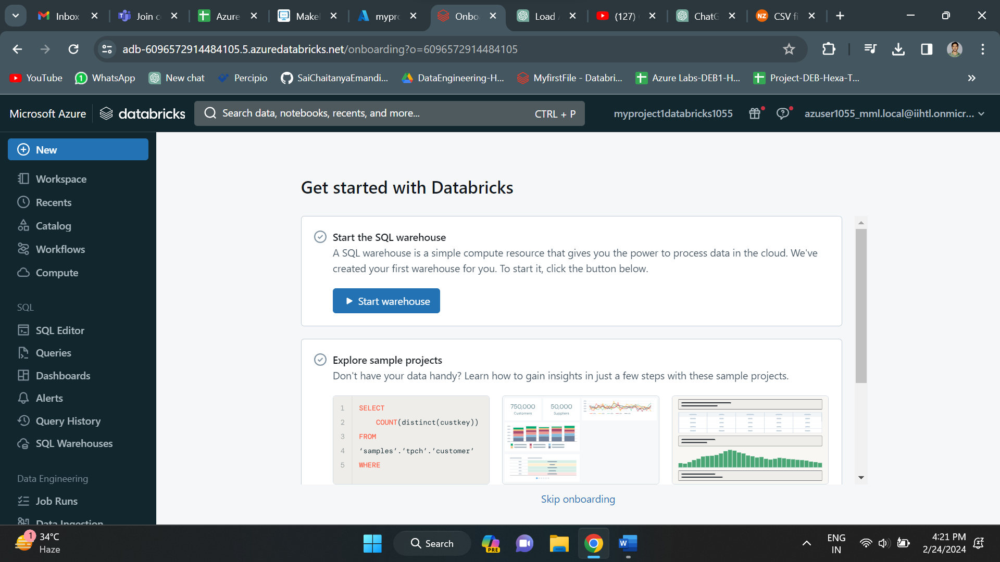 Inbox
Join c
Azure
Make
mypro
Onbo
Load
(127)
ChatG
NZ
CSV fi
adb-6096572914484105.5.azuredatabricks.net/onboarding?o=6096572914484105
YouTube
1
WhatsApp
New chat
Percipio
SaiChaitanyaEmandi...
DataEngineering-H...
MyfirstFile - Databri...
Azure Labs-DEB1-H...
Project-DEB-Hexa-T...
Microsoft Azure
databricks
Search data, notebooks, recents, and more...
CTRL + P
myproject1databricks1055
azuser1055_mml.local@iihtl.onmicr...
New
Workspace
Recents
Catalog
Workflows
Compute
SQL
SQL Editor
Queries
Dashboards
Alerts
Query History
SQL Warehouses
Data Engineering
Job Runs
Data Ingestion
Get started with Databricks
Start the SQL warehouse
A SQL warehouse is a simple compute resource that gives you the power to process data in the cloud. We've
created your first warehouse for you. To start it, click the button below.
Start warehouse
Explore sample projects
Don't have your data handy? Learn how to gain insights in just a few steps with these sample projects.
1 SELECT
2 COUNT(distinct(custkey))
3 FROM
4 ‘samples’.’tpch’.’customer’
5 WHERE
750,000
Customers
50,000
Suppliers
Skip onboarding
1
34°C
Haze
Search
PRE
W
ENG
IN
4:21 PM
2/24/2024